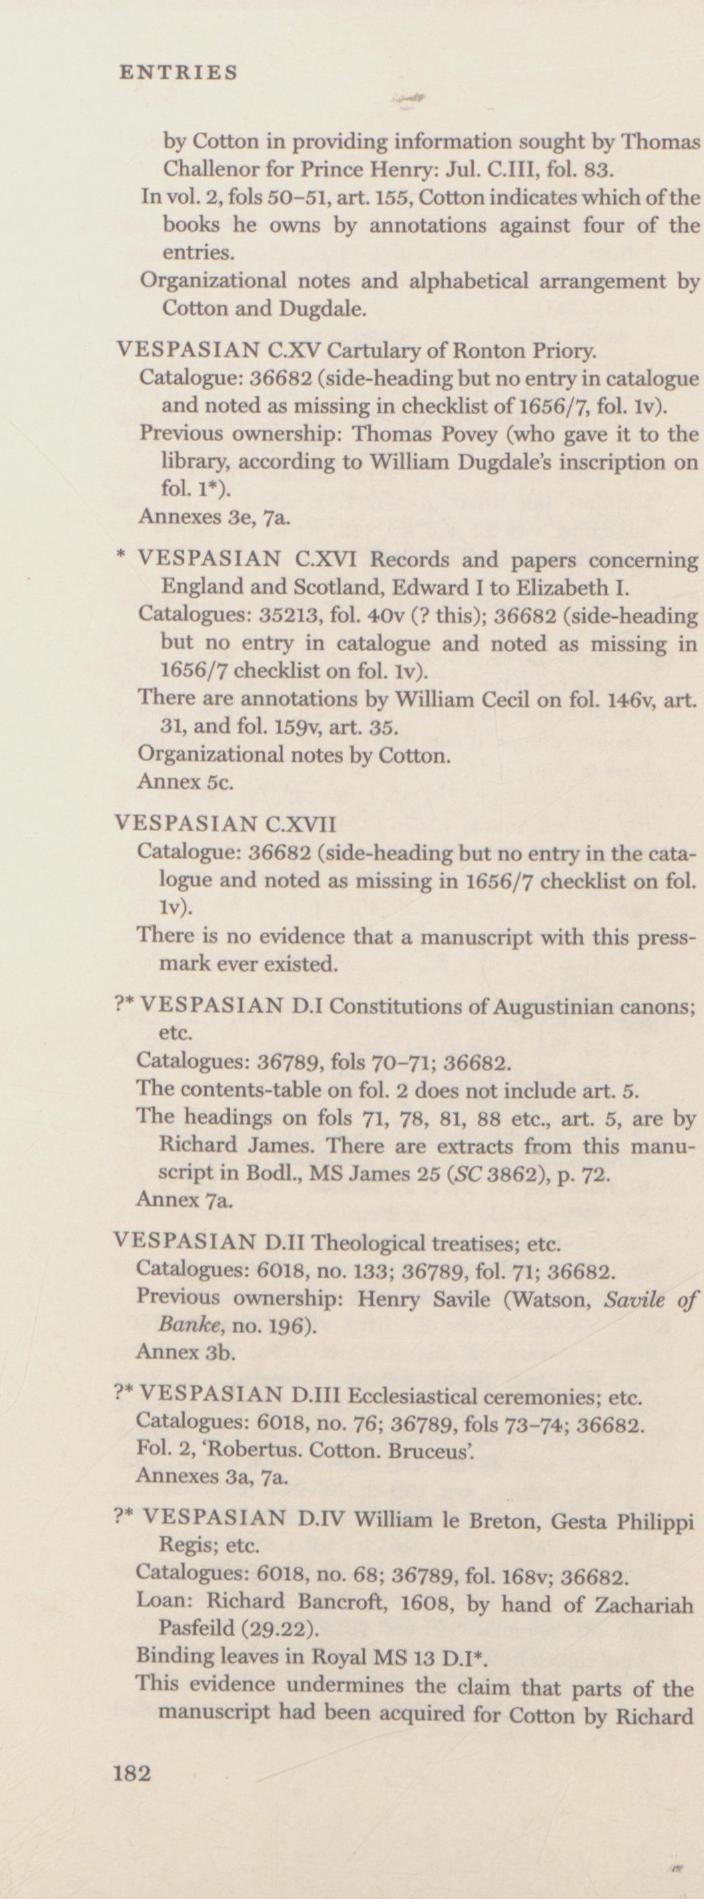 ENTRIES
by Cotton in providing information sought by Thomas
Challenor for Prince Henry: Jul. C.III, fol. 83.
In vol. 2, fols 50–51, art. 155, Cotton indicates which of the
books he owns by annotations against four of the
entries.
Organizational notes and alphabetical arrangement by
Cotton and Dugdale.
VESPASIAN C.XV Cartulary of Ronton Priory.
Catalogue: 36682 (side-heading but no entry in catalogue
and noted as missing in checklist of 1656/7, fol. 1v).
Previous ownership: Thomas Povey (who gave it to the
library, according to William Dugdale's inscription on
fol. 1*).
Annexes 3e, 7a.
* VESPASIAN C.XVI Records and papers concerning
England and Scotland, Edward I to Elizabeth I.
Catalogues: 35213, fol. 40v (? this); 36682 (side-heading
but no entry in catalogue and noted as missing in
1656/7 checklist on fol. 1v).
There are annotations by William Cecil on fol. 146v, art.
31, and fol. 159v, art. 35.
Organizational notes by Cotton.
Annex 5c.
VESPASIAN C.XVII
Catalogue: 36682 (side-heading but no entry in the cata-
logue and noted as missing in 1656/7 checklist on fol.
1v).
There is no evidence that a manuscript with this press-
mark ever existed.
?* VESPASIAN D.I Constitutions of Augustinian canons;
etc.
Catalogues: 36789, fols 70–71; 36682.
The contents-table on fol. 2 does not include art. 5.
The headings on fols 71, 78, 81, 88 etc., art. 5, are by
Richard James. There are extracts from this manu-
script in Bodl., MS James 25 (SC 3862), p. 72.
Annex 7a.
VESPASIAN D.II Theological treatises; etc.
Catalogues: 6018, no. 133; 36789, fol. 71; 36682.
Previous ownership: Henry Savile (Watson, Savile of
Banke, no. 196).
Annex 3b.
?* VESPASIAN D.III Ecclesiastical ceremonies; etc.
Catalogues: 6018, no. 76; 36789, fols 73–74; 36682.
Fol. 2, ‘Robertus. Cotton. Bruceus’.
Annexes 3a, 7a.
?* VESPASIAN D.IV William le Breton, Gesta Philippi
Regis; etc.
Catalogues: 6018, no. 68; 36789, fol. 168v; 36682.
Loan: Richard Bancroft, 1608, by hand of Zachariah
Pasfeild (29.22).
Binding leaves in Royal MS 13 D.I*.
This evidence undermines the claim that parts of the
manuscript had been acquired for Cotton by Richard
182